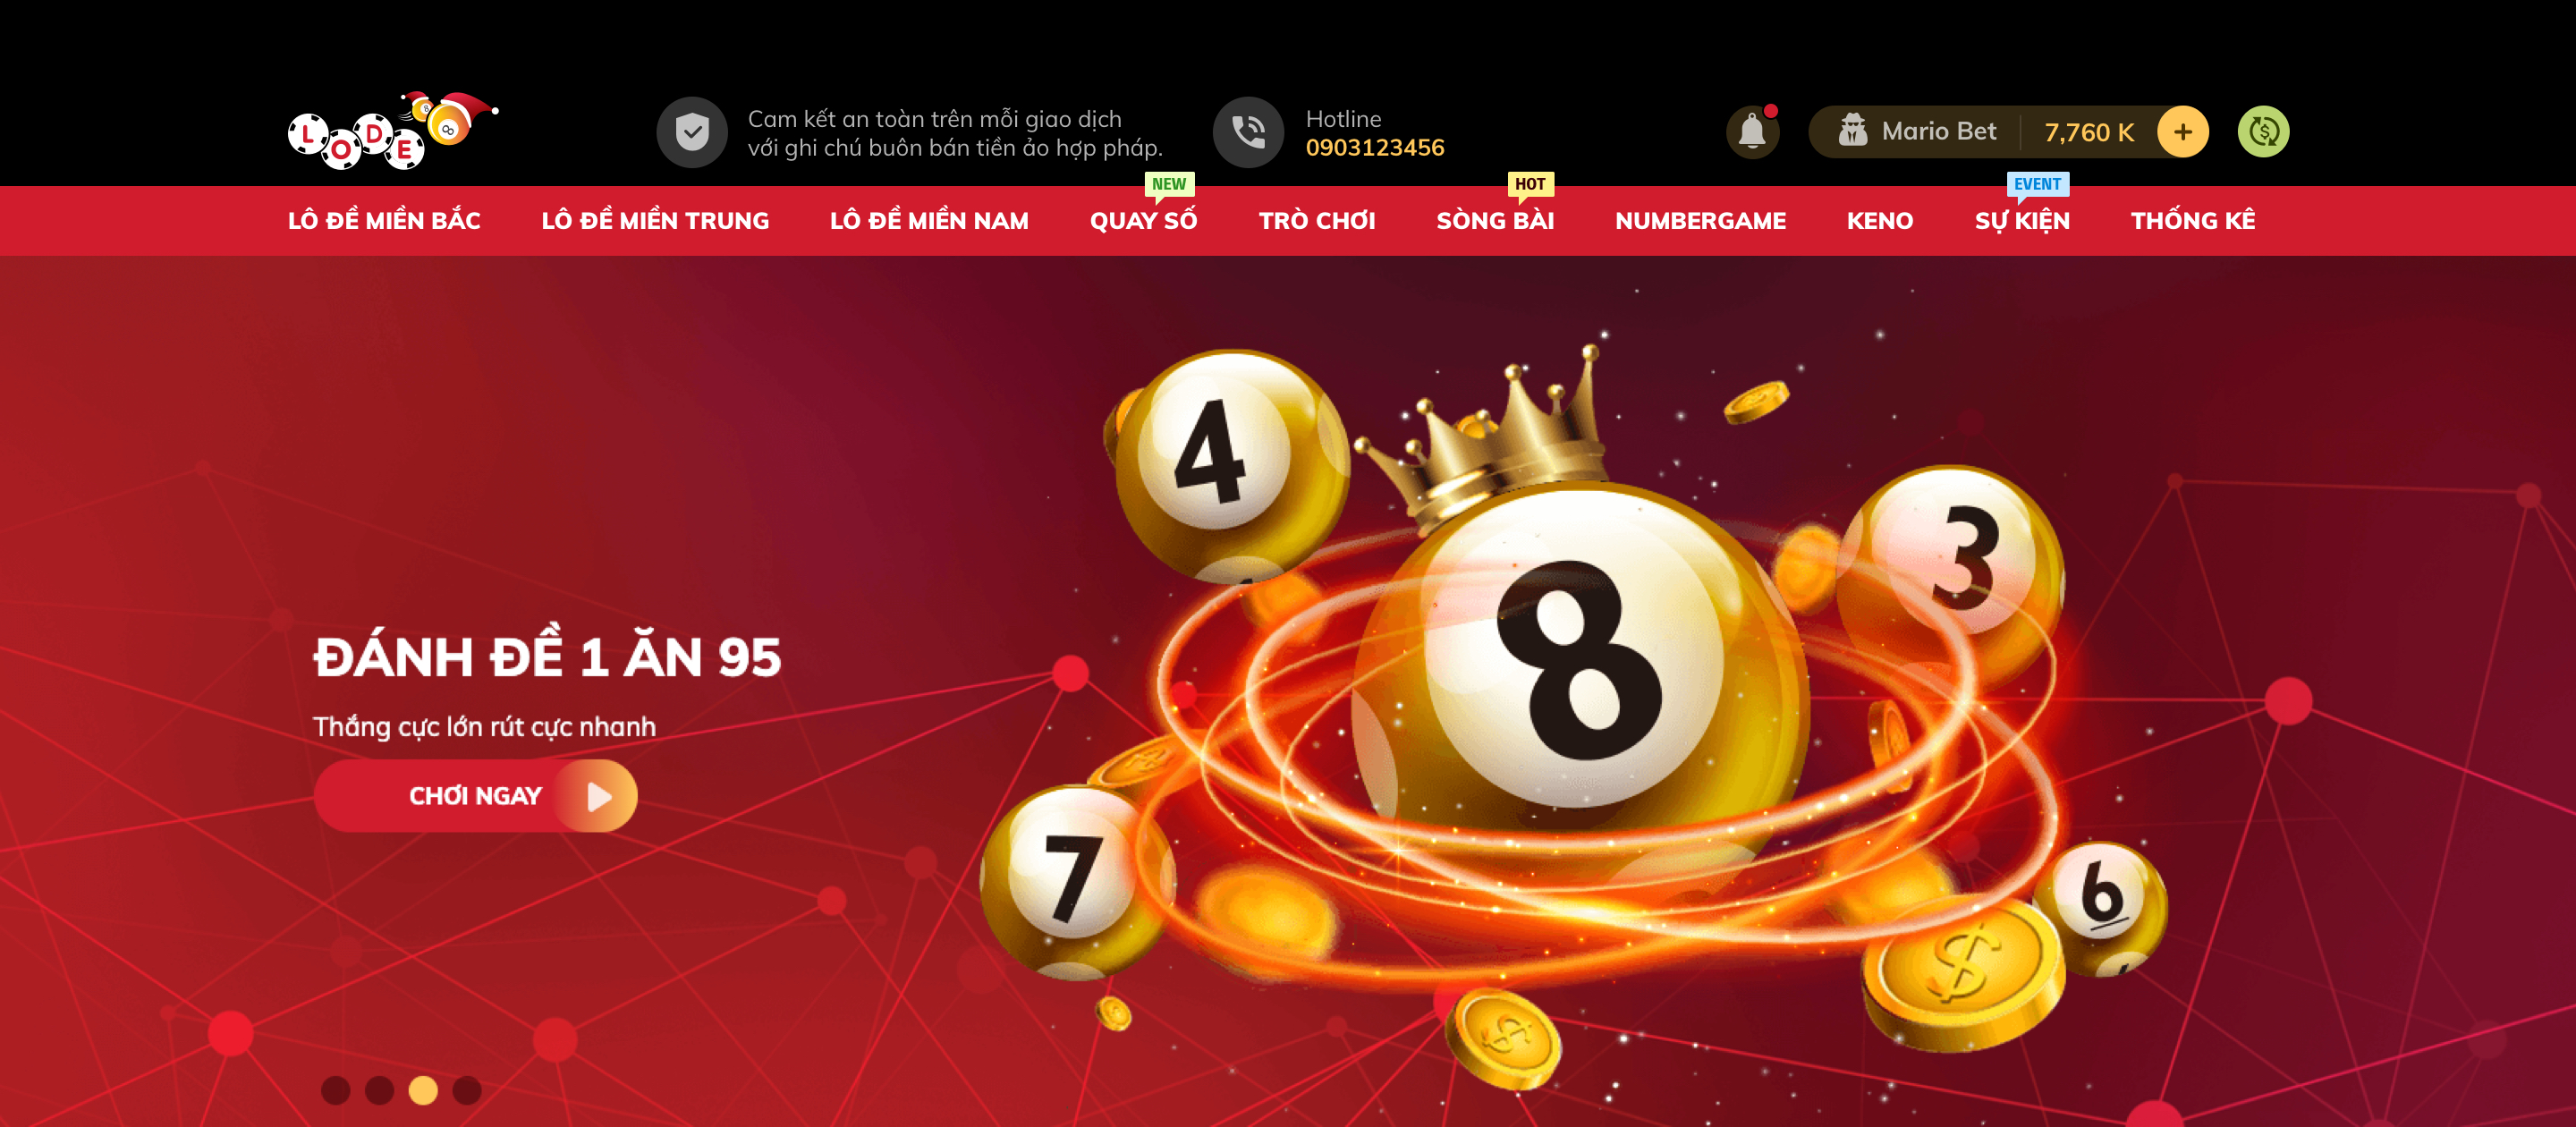 LODE
8
8
Cam kết an toàn trên mỗi giao dịch
với ghi chú buôn bán tiền ảo hợp pháp.
Hotline
0903123456
Mario Bet
7,760 K
+
$
NEW
HOT
EVENT
LÔ ĐỀ MIỀN BẮC
LÔ ĐỀ MIỀN TRUNG
LÔ ĐỀ MIỀN NAM
QUAY SỐ
TRÒ CHƠI
SÒNG BÀI
NUMBERGAME
KENO
SỰ KIỆN
THỐNG KÊ
4
8
3
ĐÁNH ĐỀ 1 ĂN 95
Thắng cực lớn rút cực nhanh
CHƠI NGAY
7
6
$
$